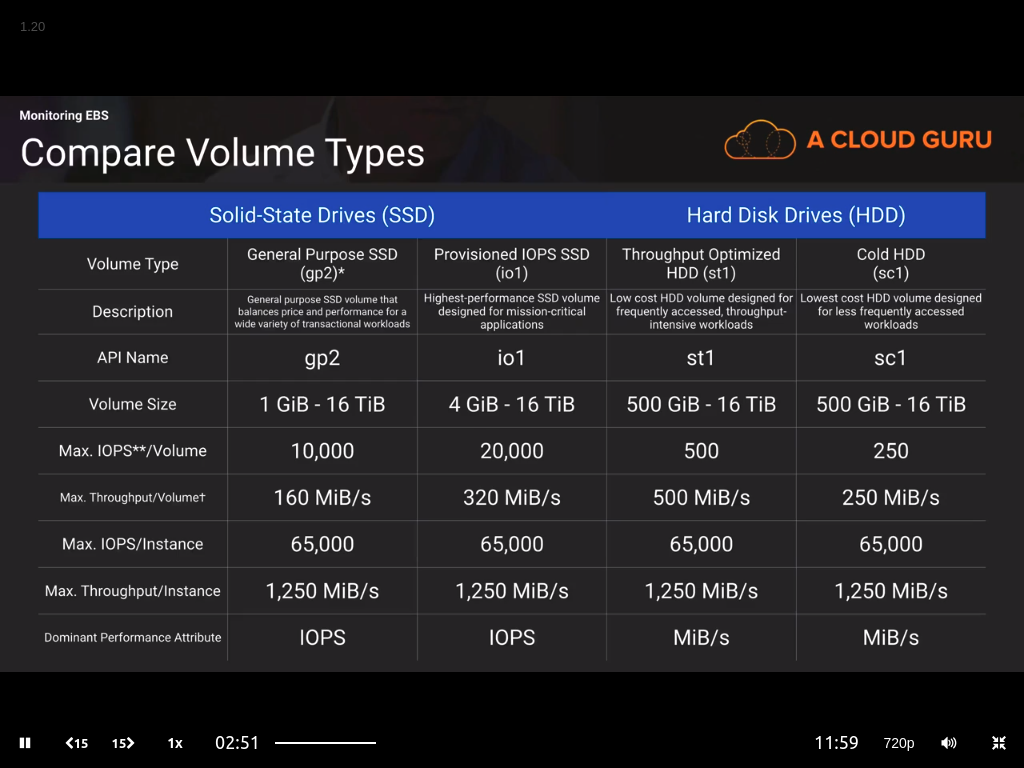 1.20
Monitoring EBS
Compare Volume Types
A CLOUD GURU
Solid-State Drives (SSD) Hard Disk Drives (HDD)
Volume Type
General Purpose SSD
(gp2)*
Provisioned IOPS SSD
(io1)
Throughput Optimized
HDD (st1)
Cold HDD
(sc1)
Description
General purpose SSD volume that
balances price and performance for a
wide variety of transactional workloads
Highest-performance SSD volume
designed for mission-critical
applications
Low cost HDD volume designed for
frequently accessed, throughput-
intensive workloads
Lowest cost HDD volume designed
for less frequently accessed
workloads
API Name gp2 io1 st1 sc1
Volume Size 1 GiB - 16 TiB 4 GiB - 16 TiB 500 GiB - 16 TiB 500 GiB - 16 TiB
Max. IOPS**/Volume 10,000 20,000 500 250
Max. Throughput/Volume† 160 MiB/s 320 MiB/s 500 MiB/s 250 MiB/s
Max. IOPS/Instance 65,000 65,000 65,000 65,000
Max. Throughput/Instance 1,250 MiB/s 1,250 MiB/s 1,250 MiB/s 1,250 MiB/s
Dominant Performance Attribute IOPS IOPS MiB/s MiB/s
15 15 1x 02:51 11:59 720p